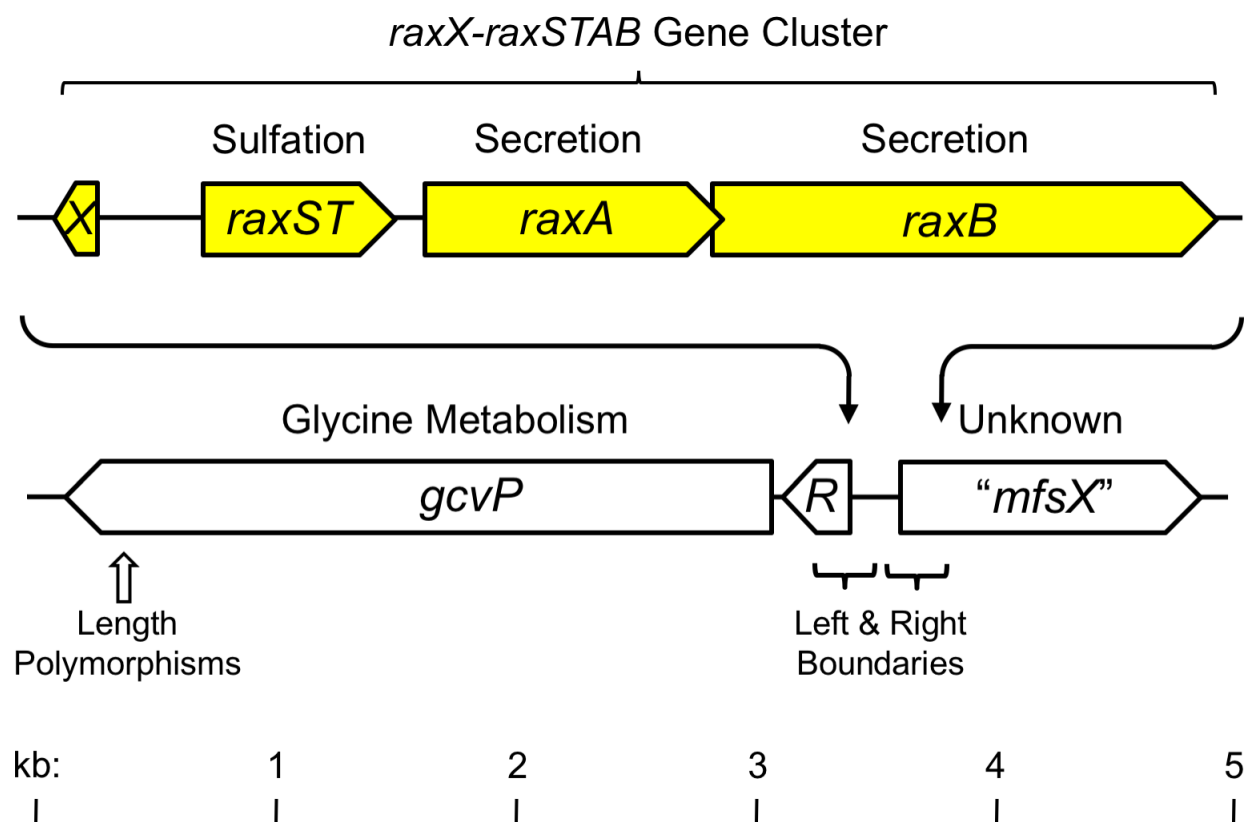 raxX-raxSTAB Gene Cluster
Sulfation Secretion Secretion
X raxST raxA raxB
Glycine Metabolism Unknown
gcvP R “mfsX”
Length
Polymorphisms
Left & Right
Boundaries
kb: 1 2 3 4 5